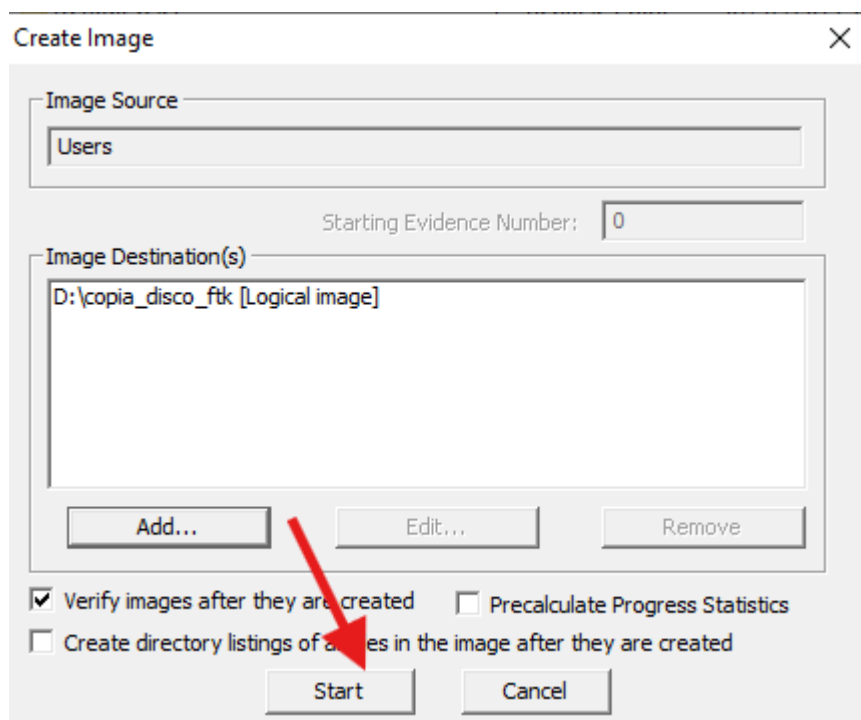 Create Image
Image Source
Users
Starting Evidence Number: 0
Image Destination(s)
D:\copia_disco_ftk [Logical image]
Add... Edit... Remove
Verify images after they are created Precalculate Progress Statistics
Create directory listings of in the image after they are created
Start Cancel